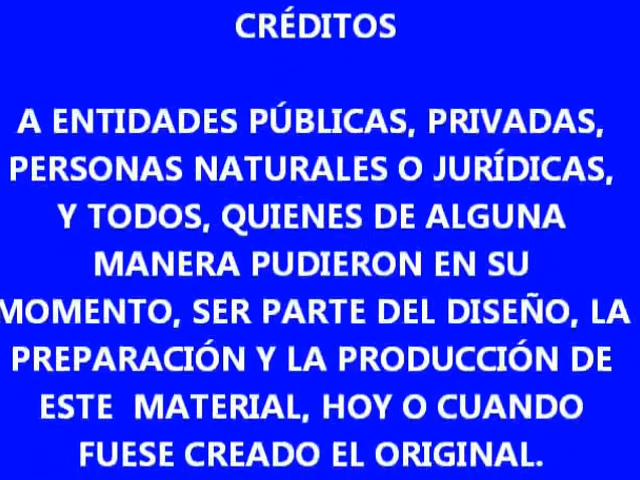 CRÉDITOS
A ENTIDADES PÚBLICAS, PRIVADAS,
PERSONAS NATURALES O JURÍDICAS,
Y TODOS, QUIENES DE ALGUNA
MANERA PUDIERON EN SU
MOMENTO, SER PARTE DEL DISEÑO, LA
PREPARACIÓN Y LA PRODUCCIÓN DE
ESTE  MATERIAL, HOY O CUANDO
FUESE CREADO EL ORIGINAL.